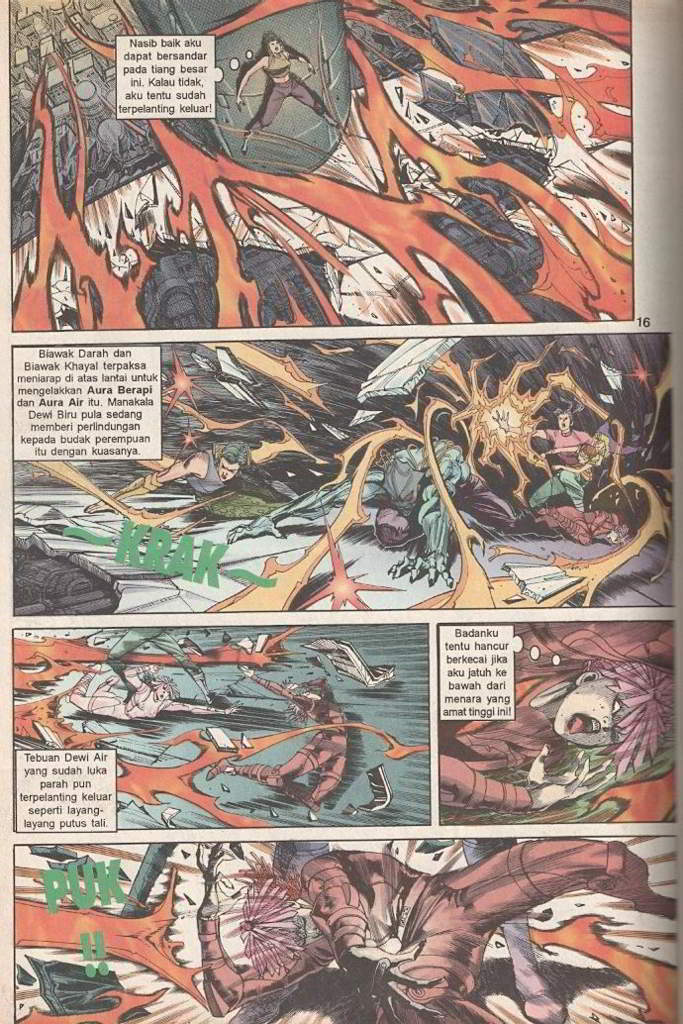 Nasib baik aku
dapat bersandar
pada tiang besar
ini. Kalau tidak,
aku tentu sudah
terpelanting keluar!
16
Biawak Darah dan
Biawak Khayal terpaksa
meniarap di atas lantai untuk
mengelakkan Aura Berapi
dan Aura Air itu. Manakala
Dewi Biru pula sedang
memberi perlindungan
kepada budak perempuan
itu dengan kuasanya.
~KRAK~
Tebuan Dewi Air
yang sudah luka
parah pun
terpelanting keluar
seperti layang-
layang putus tali.
Badanku
tentu hancur
berkecai jika
aku jatuh ke
bawah dari
menara yang
amat tinggi ini!
PUK
!!